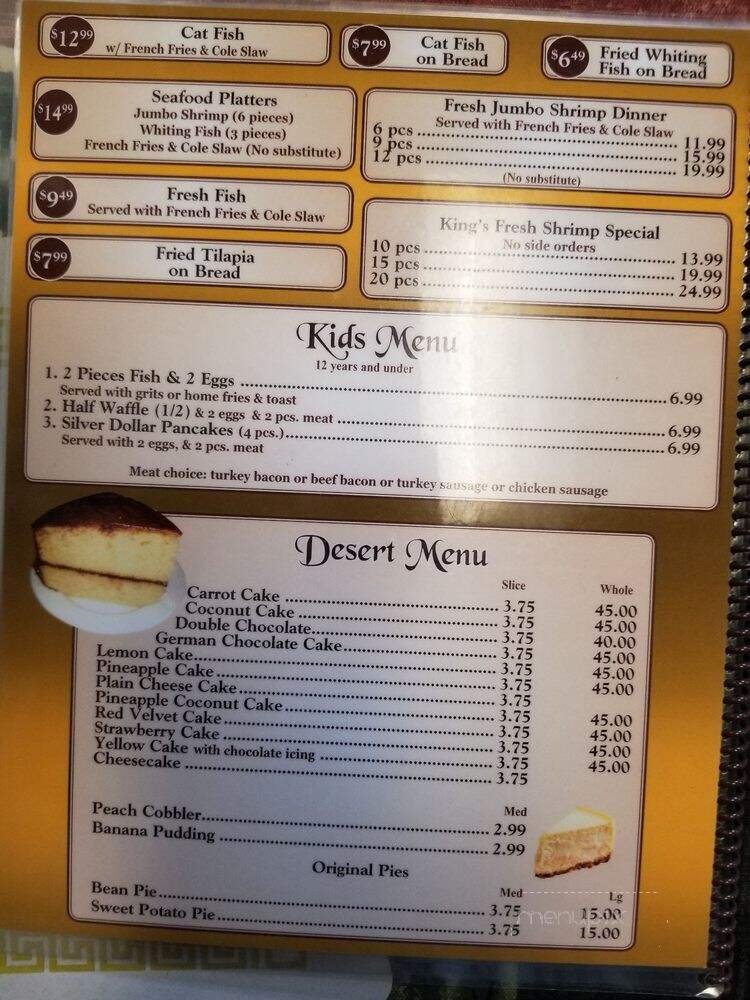 $12.99
Cat Fish
w/ French Fries & Cole Slaw
$7.99
Cat Fish
on Bread
$6.49
Fried Whiting
Fish on Bread
$14.99
Seafood Platters
Jumbo Shrimp (6 pieces)
Whiting Fish (3 pieces)
French Fries & Cole Slaw (No substitute)
Fresh Jumbo Shrimp Dinner
Served with French Fries & Cole Slaw
6 pcs ........ 11.99
9 pcs ........ 15.99
12 pcs ........ 19.99
(No substitute)
$9.49
Fresh Fish
Served with French Fries & Cole Slaw
$7.99
Fried Tilapia
on Bread
King's Fresh Shrimp Special
No side orders
10 pcs ........ 13.99
15 pcs ........ 19.99
20 pcs ........ 24.99
Kids Menu
12 years and under
1. 2 Pieces Fish & 2 Eggs ........ 6.99
Served with grits or home fries & toast
2. Half Waffle (1/2) & 2 eggs & 2 pcs. meat ........ 6.99
3. Silver Dollar Pancakes (4 pcs.) ........ 6.99
Served with 2 eggs, & 2 pcs. meat
Meat choice: turkey bacon or beef bacon or turkey sausage or chicken sausage
Desert Menu
Slice Whole
Carrot Cake ........ 3.75 45.00
Coconut Cake ........ 3.75 45.00
Double Chocolate ........ 3.75 40.00
German Chocolate Cake ........ 3.75 45.00
Lemon Cake ........ 3.75 45.00
Pineapple Cake ........ 3.75 45.00
Plain Cheese Cake ........ 3.75
Pineapple Coconut Cake ........ 3.75 45.00
Red Velvet Cake ........ 3.75 45.00
Strawberry Cake ........ 3.75 45.00
Yellow Cake with chocolate icing ........ 3.75 45.00
Cheesecake ........ 3.75
Med
Peach Cobbler ........ 2.99
Banana Pudding ........ 2.99
Original Pies
Med Lg
Bean Pie ........ 3.75 15.00
Sweet Potato Pie ........ 3.75 15.00